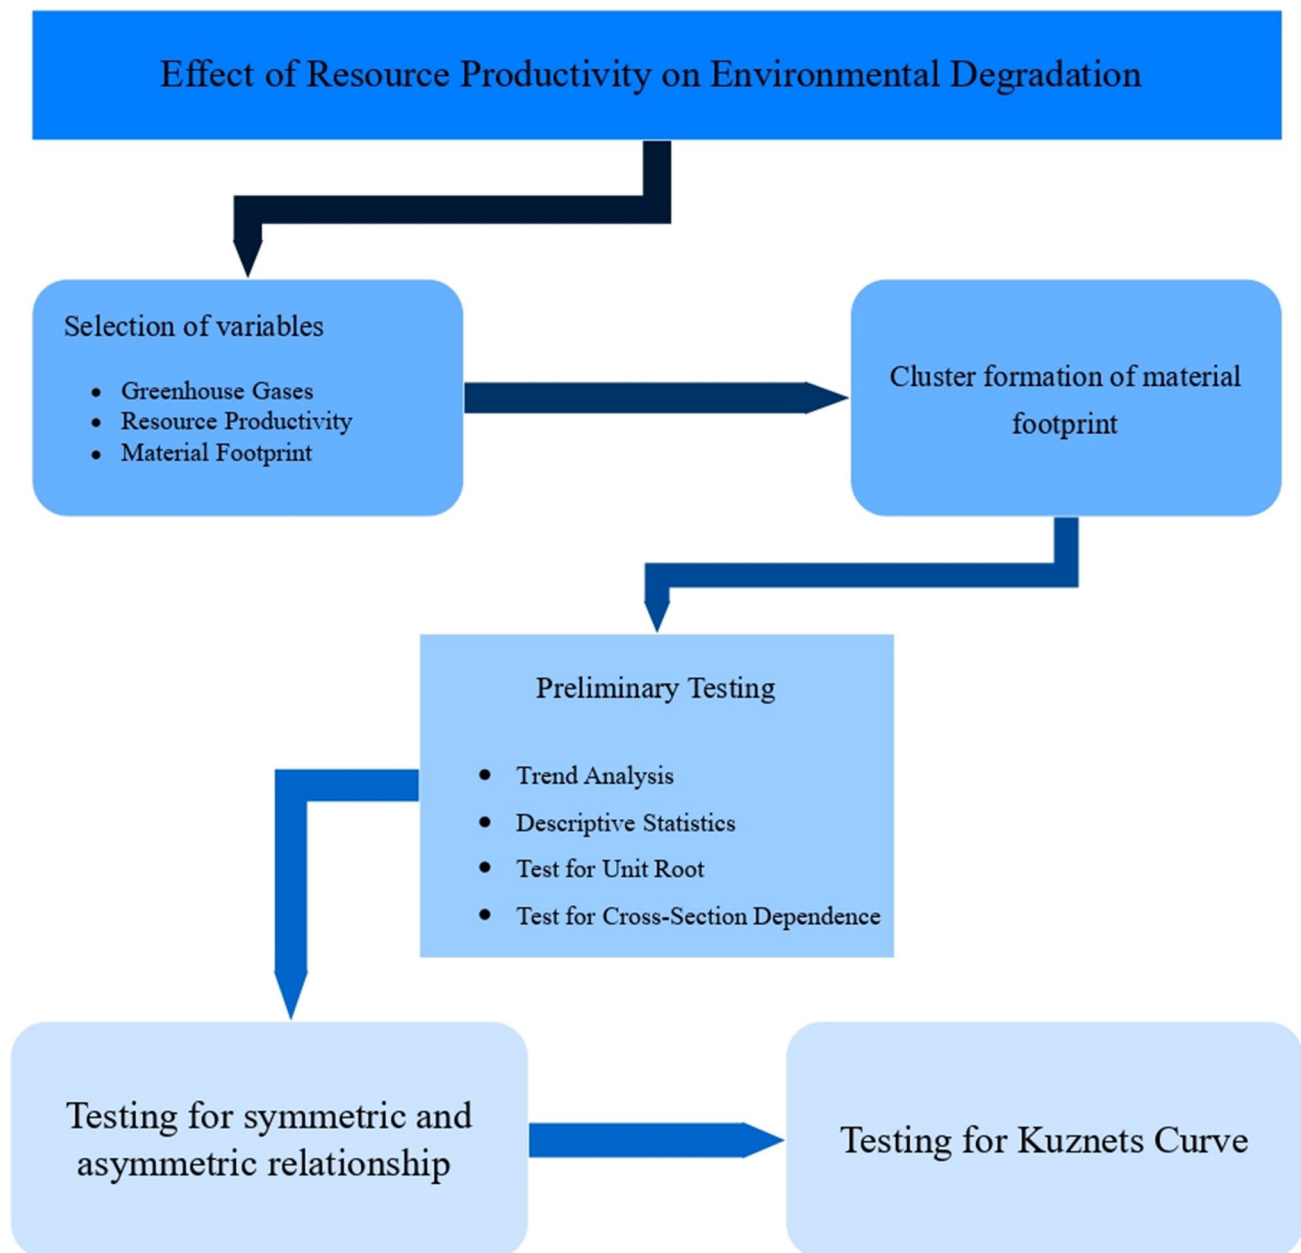 Effect of Resource Productivity on Environmental Degradation
Selection of variables
• Greenhouse Gases
• Resource Productivity
• Material Footprint
Cluster formation of material
footprint
Preliminary Testing
• Trend Analysis
• Descriptive Statistics
• Test for Unit Root
• Test for Cross-Section Dependence
Testing for symmetric and
asymmetric relationship
Testing for Kuznets Curve